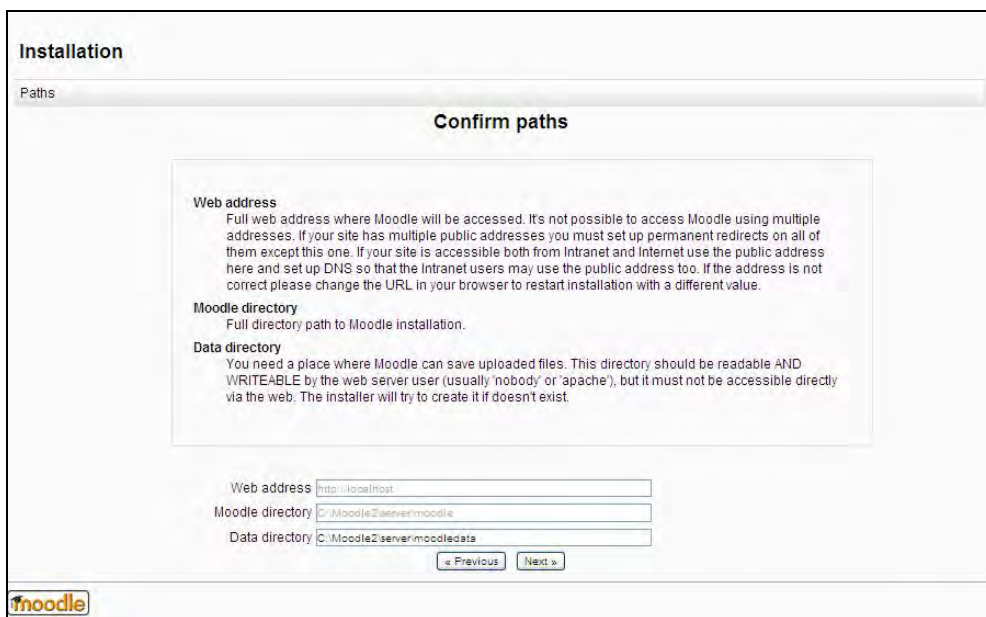 Installation
Paths
Confirm paths
Web address
Full web address where Moodle will be accessed. It's not possible to access Moodle using multiple
addresses. If your site has multiple public addresses you must set up permanent redirects on all of
them except this one. If your site is accessible both from Intranet and Internet use the public address
here and set up DNS so that the Intranet users may use the public address too. If the address is not
correct please change the URL in your browser to restart installation with a different value.
Moodle directory
Full directory path to Moodle installation.
Data directory
You need a place where Moodle can save uploaded files. This directory should be readable AND
WRITEABLE by the web server user (usually 'nobody' or 'apache'), but it must not be accessible directly
via the web. The installer will try to create it if doesn't exist.
Web address http://localhost
Moodle directory C:\Moodle2\server\moodle
Data directory C:\Moodle2\server\moodledata
« Previous Next »
moodle